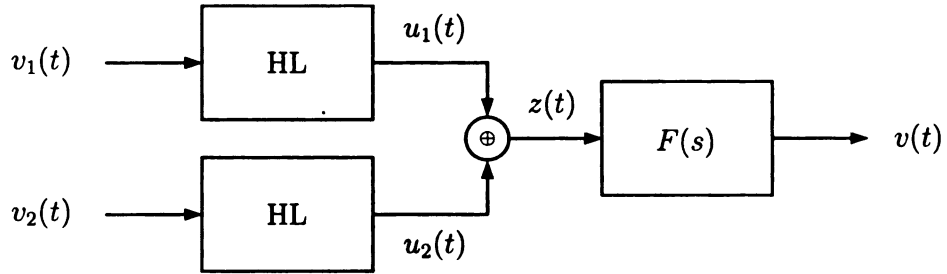 v₁(t)
HL
u₁(t)
z(t)
⊕
F(s)
v(t)
v₂(t)
HL
u₂(t)